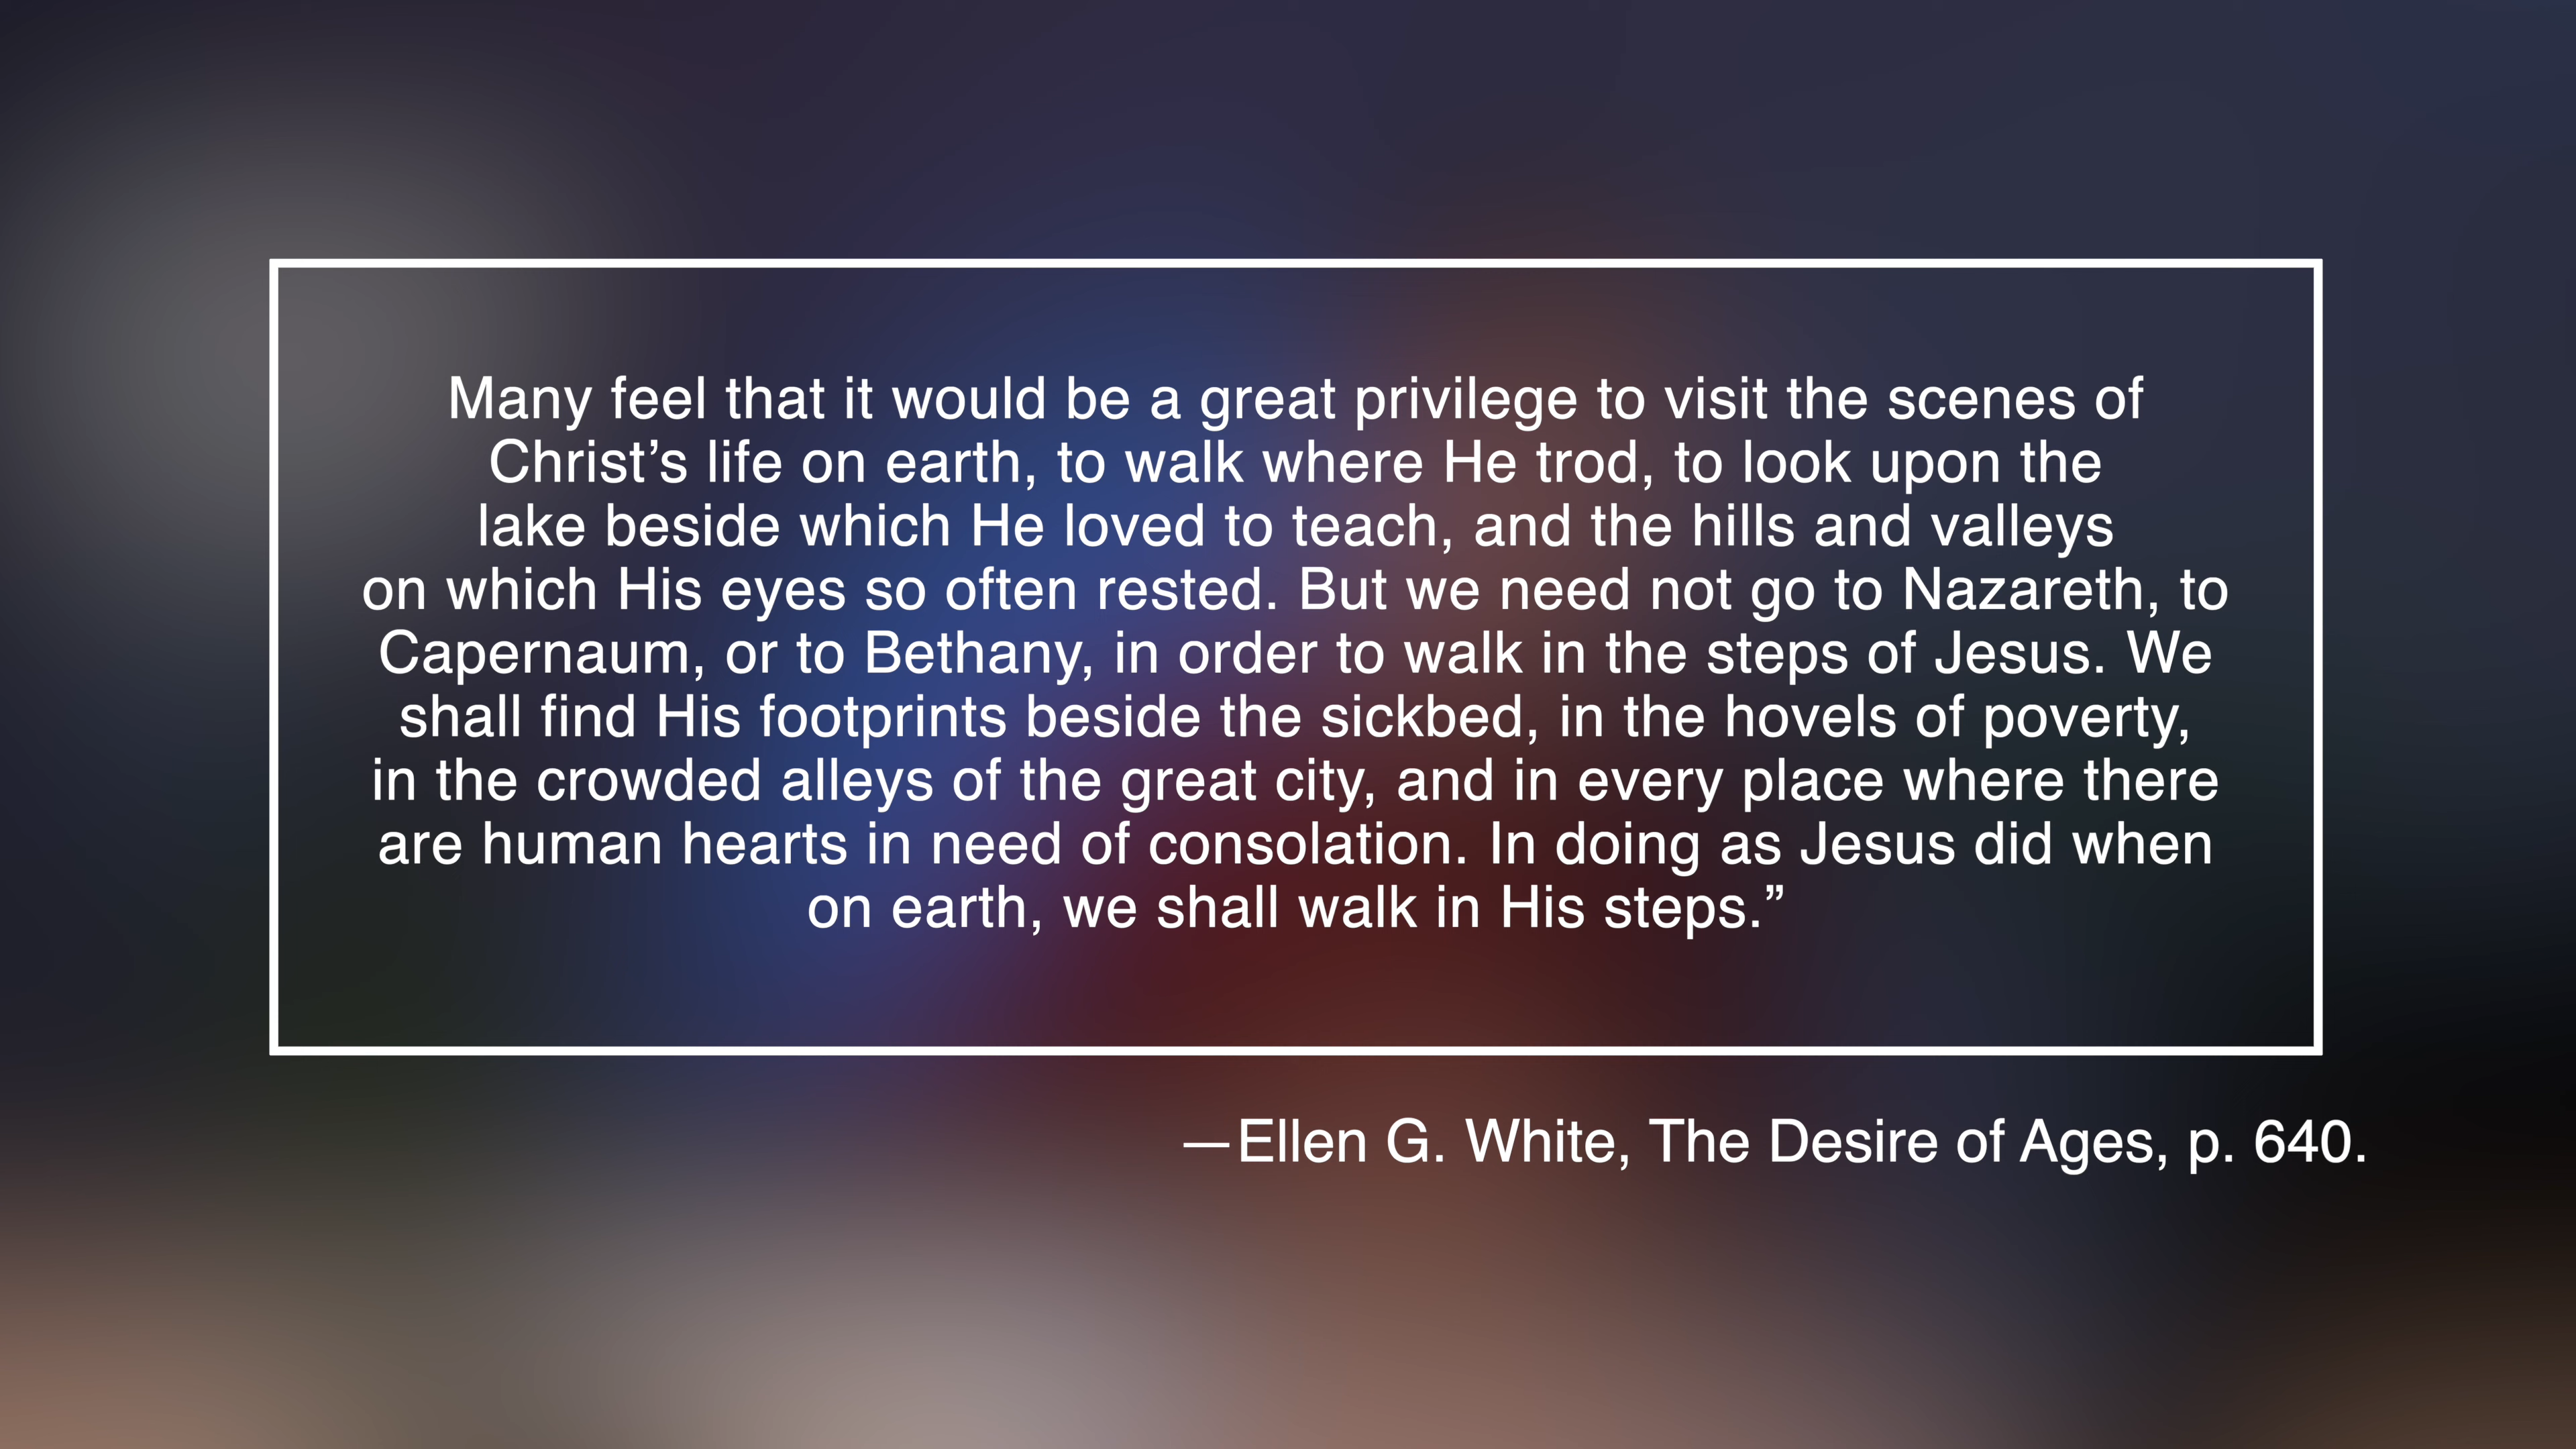 Many feel that it would be a great privilege to visit the scenes of
Christ’s life on earth, to walk where He trod, to look upon the
lake beside which He loved to teach, and the hills and valleys
on which His eyes so often rested. But we need not go to Nazareth, to
Capernaum, or to Bethany, in order to walk in the steps of Jesus. We
shall find His footprints beside the sickbed, in the hovels of poverty,
in the crowded alleys of the great city, and in every place where there
are human hearts in need of consolation. In doing as Jesus did when
on earth, we shall walk in His steps.”
—Ellen G. White, The Desire of Ages, p. 640.